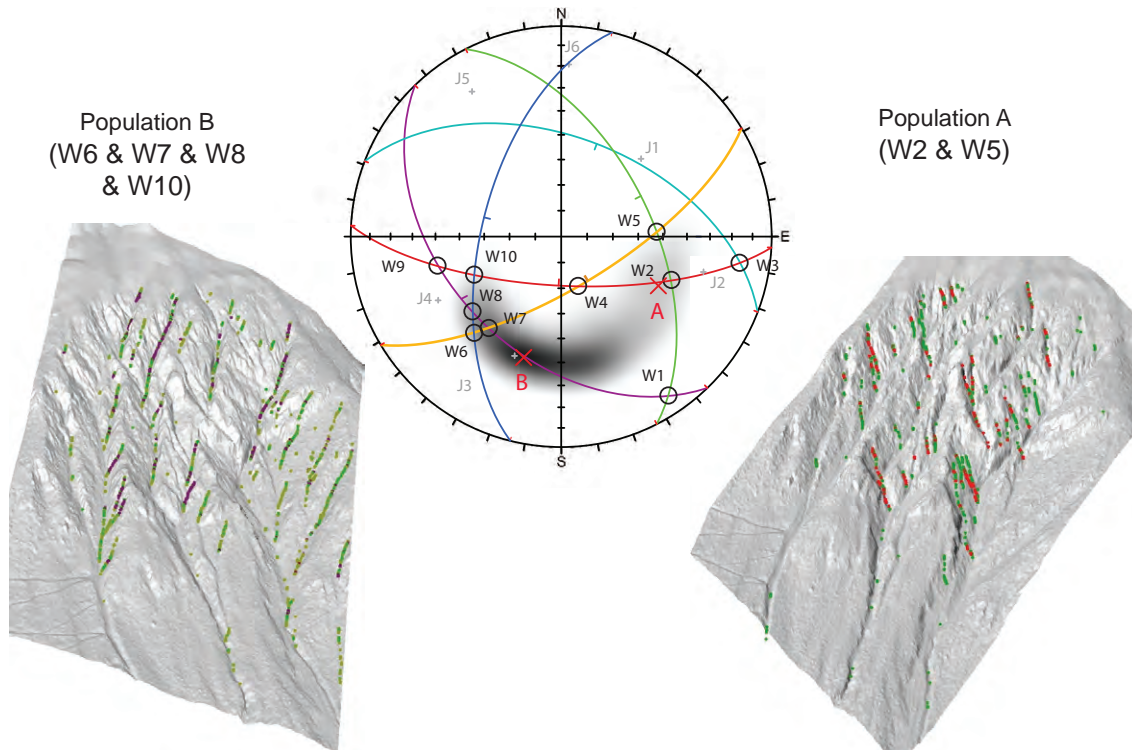 N
J6
J5
Population B
(W6 & W7 & W8
& W10)
Population A
(W2 & W5)
J1
W5
E
W10
W9
W2
J2
W3
J4
W8
W4
A
W7
W6
J3
B
W1
S